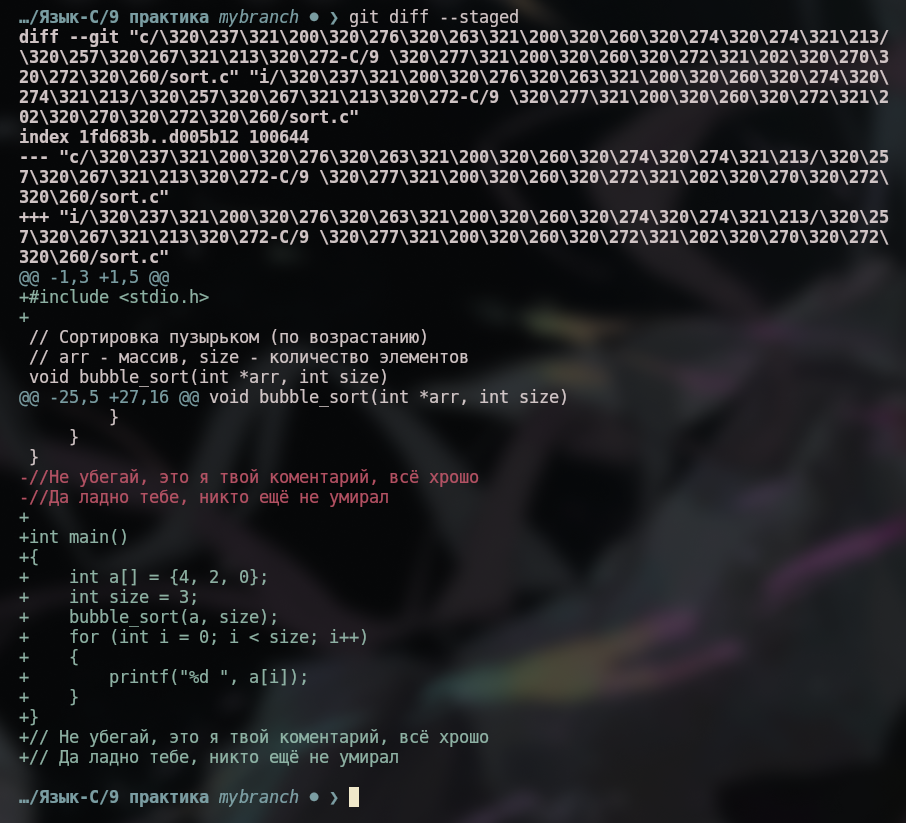 …/Язык-С/9 практика mybranch ● ❯ git diff --staged
diff --git "c/\320\237\321\200\320\276\320\263\321\200\320\260\320\274\320\274\321\213/
\320\257\320\267\321\213\320\272-C/9 \320\277\321\200\320\260\320\272\321\202\320\270\3
20\272\320\260/sort.c" "i/\320\237\321\200\320\276\320\263\321\200\320\260\320\274\320\
274\321\213/\320\257\320\267\321\213\320\272-C/9 \320\277\321\200\320\260\320\272\321\2
02\320\270\320\272\320\260/sort.c"
index 1fd683b..d005b12 100644
--- "c/\320\237\321\200\320\276\320\263\321\200\320\260\320\274\320\274\321\213/\320\25
7\320\267\321\213\320\272-C/9 \320\277\321\200\320\260\320\272\321\202\320\270\320\272\
320\260/sort.c"
+++ "i/\320\237\321\200\320\276\320\263\321\200\320\260\320\274\320\274\321\213/\320\25
7\320\267\321\213\320\272-C/9 \320\277\321\200\320\260\320\272\321\202\320\270\320\272\
320\260/sort.c"
@@ -1,3 +1,5 @@
+#include <stdio.h>
+
 // Сортировка пузырьком (по возрастанию)
 // arr - массив, size - количество элементов
 void bubble_sort(int *arr, int size)
@@ -25,5 +27,16 @@ void bubble_sort(int *arr, int size)
         }
     }
 }
-//Не убегай, это я твой коментарий, всё хрошо
-//Да ладно тебе, никто ещё не умирал
+
+int main()
+{
+    int a[] = {4, 2, 0};
+    int size = 3;
+    bubble_sort(a, size);
+    for (int i = 0; i < size; i++)
+    {
+        printf("%d ", a[i]);
+    }
+}
+// Не убегай, это я твой коментарий, всё хрошо
+// Да ладно тебе, никто ещё не умирал
…/Язык-С/9 практика mybranch ● ❯